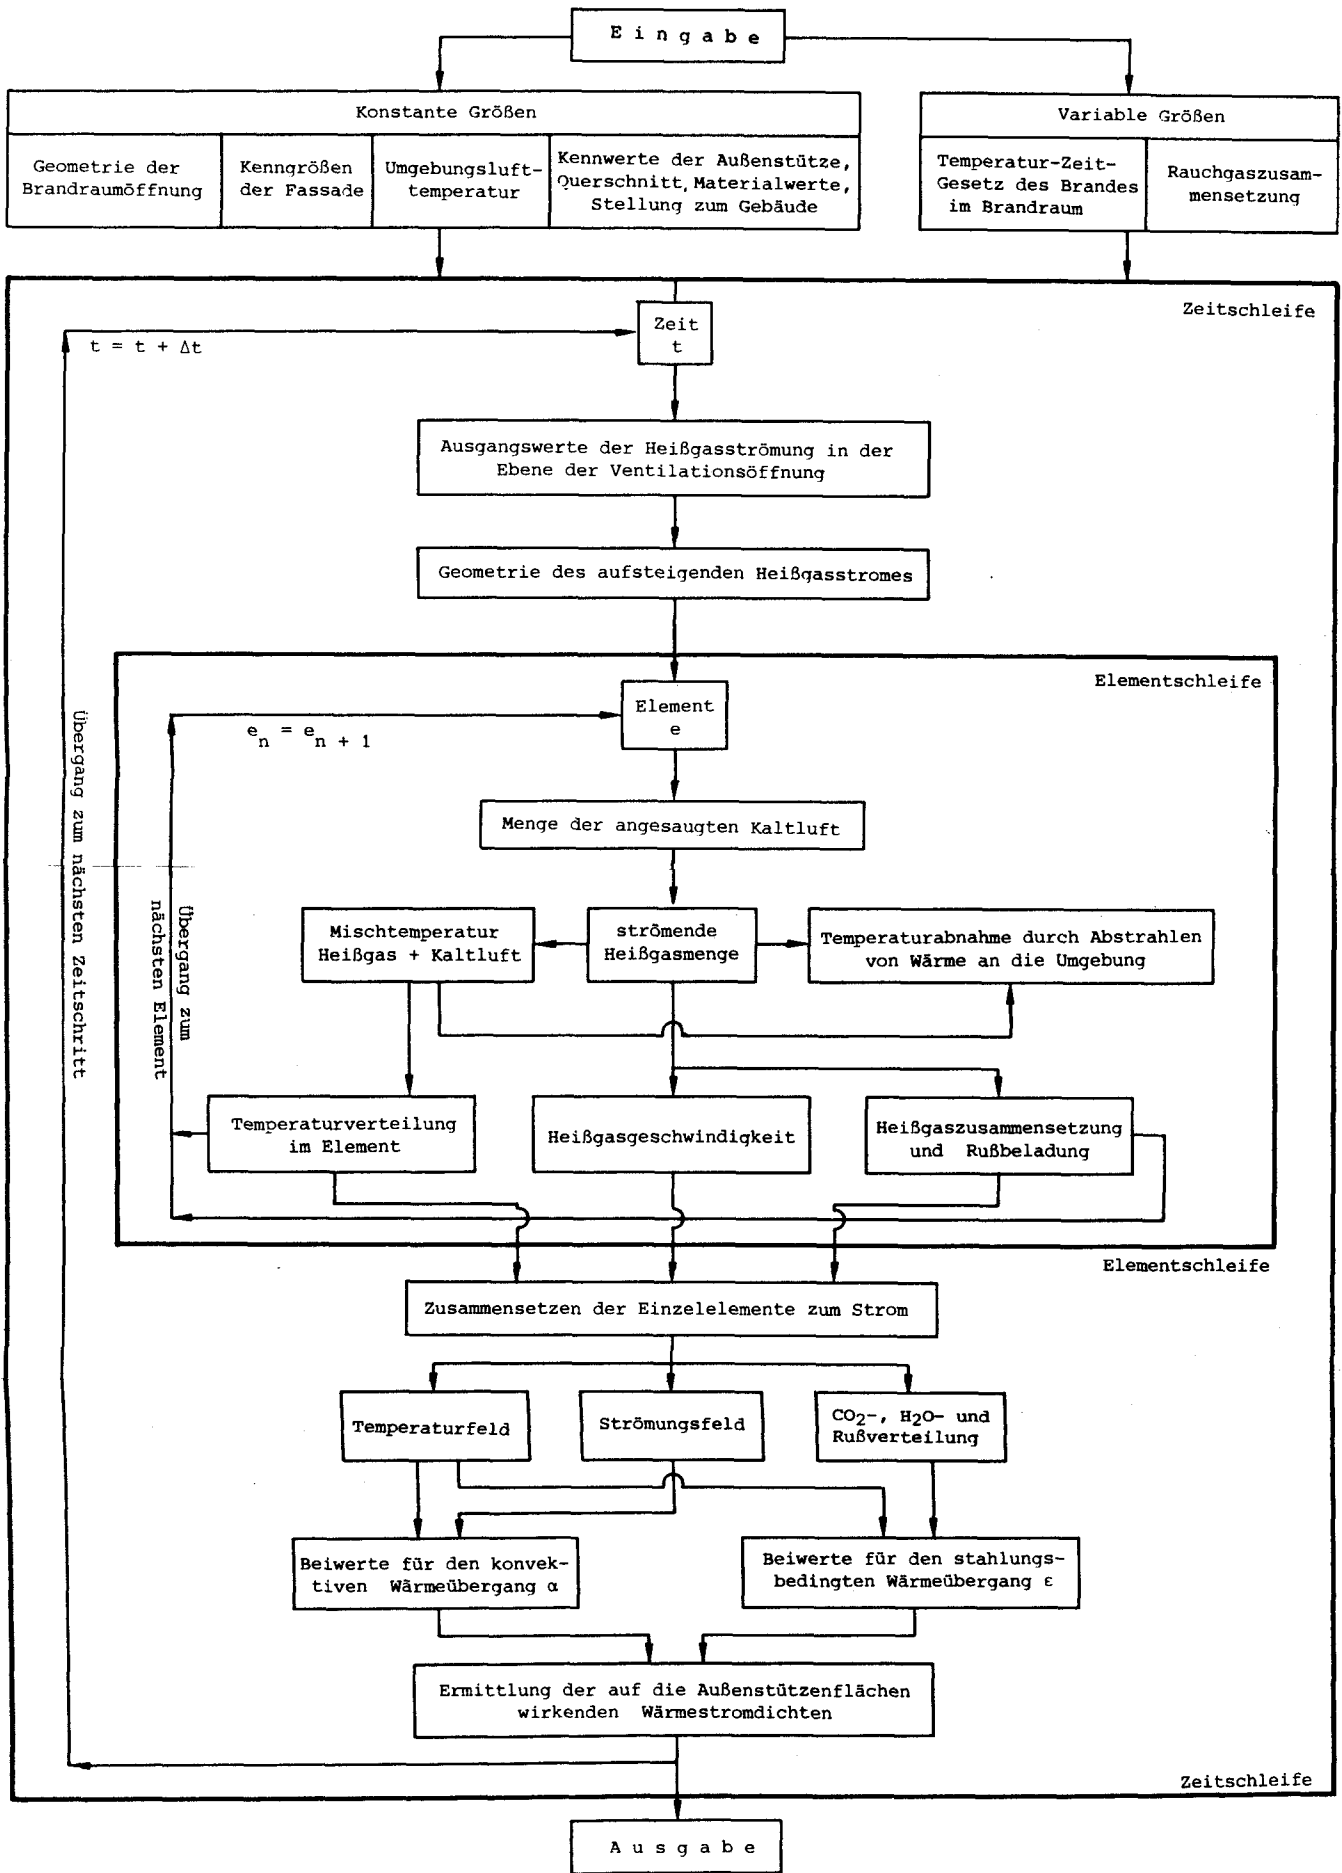 E i n g a b e
Konstante Größen
Geometrie der
Brandraumöffnung
Kenngrößen
der Fassade
Umgebungsluft-
temperatur
Kennwerte der Außenstütze,
Querschnitt, Materialwerte,
Stellung zum Gebäude
Variable Größen
Temperatur-Zeit-
Gesetz des Brandes
im Brandraum
Rauchgaszusam-
mensetzung
Zeitschleife
Zeit
t
t = t + Δt
Ausgangswerte der Heißgasströmung in der
Ebene der Ventilationsöffnung
Geometrie des aufsteigenden Heißgasstromes
Elementschleife
Element
e
e_n = e_n + 1
Menge der angesaugten Kaltluft
Mischtemperatur
Heißgas + Kaltluft
strömende
Heißgasmenge
Temperaturabnahme durch Abstrahlen
von Wärme an die Umgebung
Übergang zum nächsten Zeitschritt
Übergang zum
nächsten Element
Temperaturverteilung
im Element
Heißgasgeschwindigkeit
Heißgaszusammensetzung
und Rußbeladung
Elementschleife
Zusammensetzen der Einzelelemente zum Strom
Temperaturfeld
Strömungsfeld
CO2-, H2O- und
Rußverteilung
Beiwerte für den konvek-
tiven Wärmeübergang α
Beiwerte für den stahlungs-
bedingten Wärmeübergang ε
Ermittlung der auf die Außenstützenflächen
wirkenden Wärmestromdichten
Zeitschleife
A u s g a b e